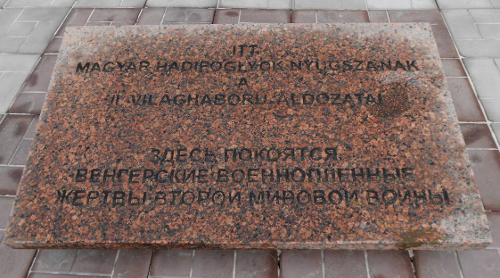 ITT
MAGYAR HADIFOGLYOK NYUGSZANAK
A
II. VILAGHABORU ALDOZATAI
ЗДЕСЬ ПОКОЯТСЯ
ВЕНГЕРСКИЕ ВОЕННОПЛЕННЫЕ
ЖЕРТВЫ ВТОРОЙ МИРОВОЙ ВОЙНЫ